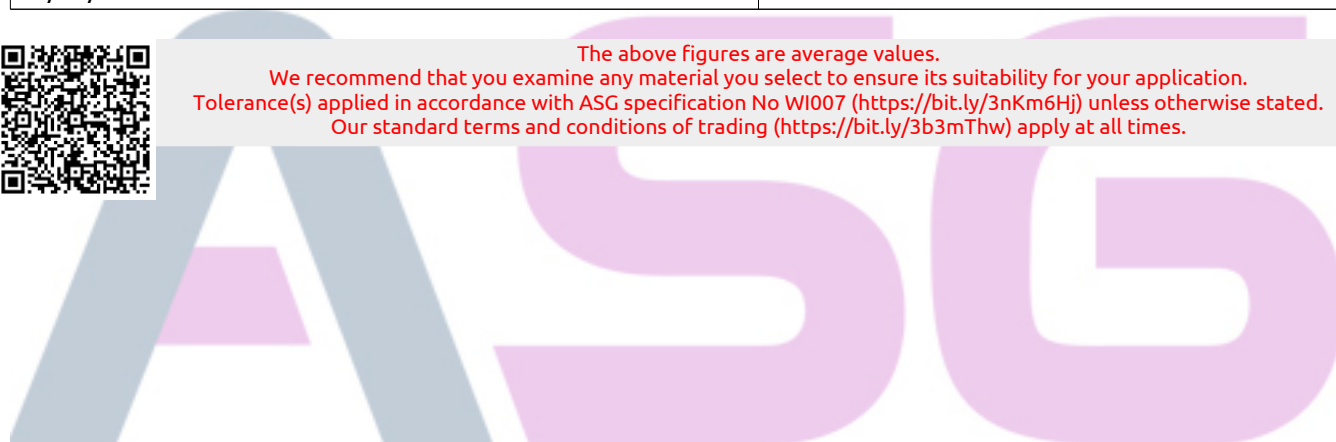 The above figures are average values.
We recommend that you examine any material you select to ensure its suitability for your application.
Tolerance(s) applied in accordance with ASG specification No WI007 (https://bit.ly/3nKm6Hj) unless otherwise stated.
Our standard terms and conditions of trading (https://bit.ly/3b3mThw) apply at all times.
ASG